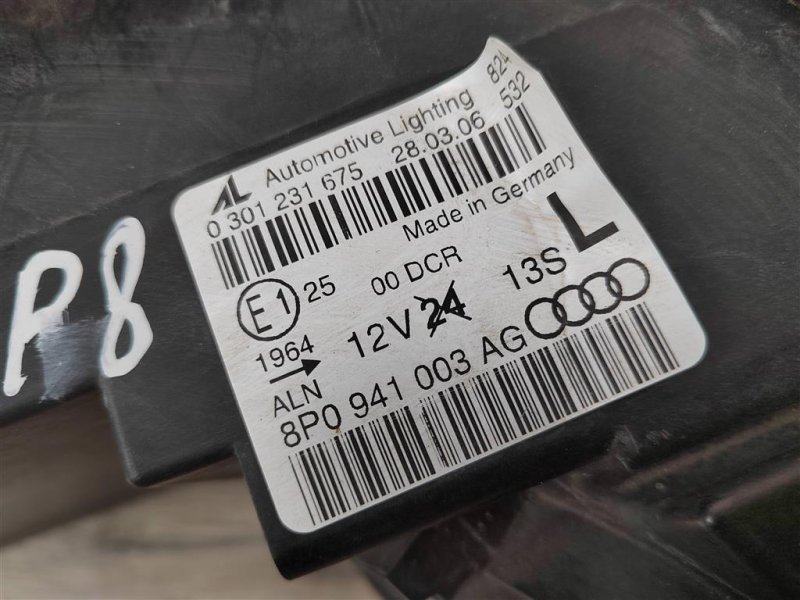 P8
AL Automotive Lighting 824
0 301 231 675 28.03.06 532
Made in Germany
E1 25 00 DCR 13S L
1964 12V 24
ALN
8P0 941 003 AG